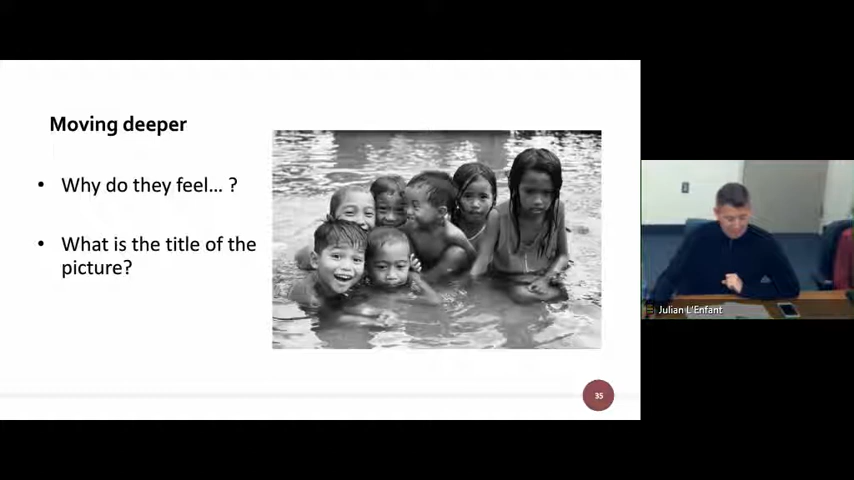 Moving deeper
• Why do they feel... ?
• What is the title of the
picture?
35
Julian L'Enfant